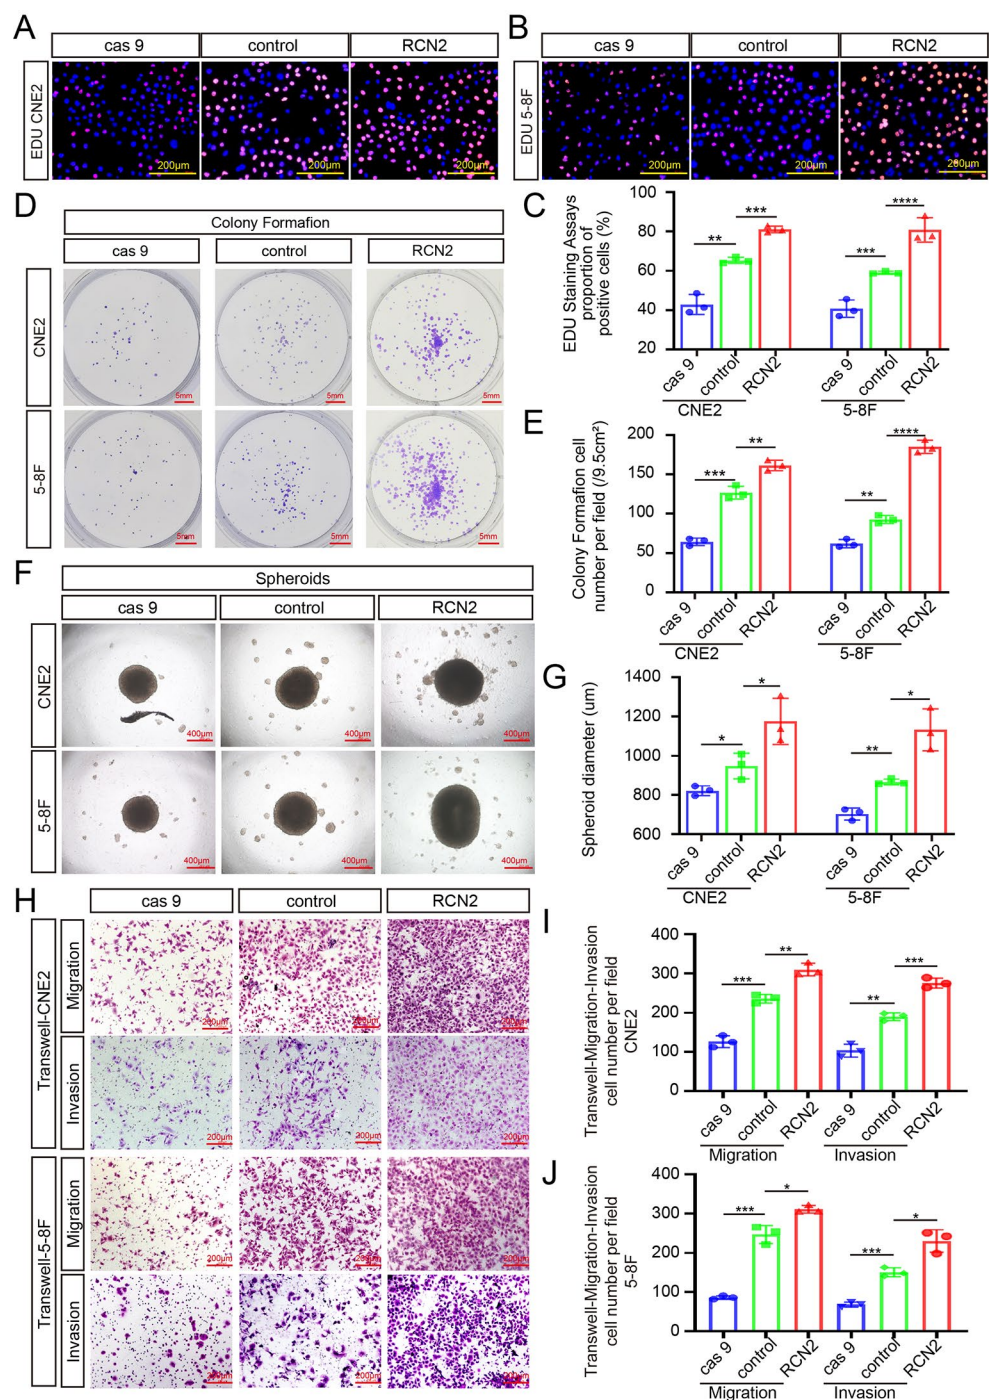 A
cas 9 control RCN2
EDU CNE2
200μm 200μm 200μm
B
cas 9 control RCN2
EDU 5-8F
200μm 200μm 200μm
C
EDU Staining Assays
proportion of
positive cells (%)
100
80
60
40
20
** *** *** ****
cas 9 control RCN2 cas 9 control RCN2
CNE2 5-8F
D
Colony Formafion
cas 9 control RCN2
CNE2
5mm 5mm 5mm
5-8F
5mm 5mm 5mm
E
Colony Formafion cell
number per field (/9.5cm²)
200
150
100
50
0
*** ** ** ****
cas 9 control RCN2 cas 9 control RCN2
CNE2 5-8F
F
Spheroids
cas 9 control RCN2
CNE2
400μm 400μm 400μm
5-8F
400μm 400μm 400μm
G
Spheroid diameter (um)
1400
1200
1000
800
600
* * ** *
cas 9 control RCN2 cas 9 control RCN2
CNE2 5-8F
H
cas 9 control RCN2
Transwell-CNE2
Migration
200μm 200μm 200μm
Invasion
200μm 200μm 200μm
Transwell-5-8F
Migration
200μm 200μm 200μm
Invasion
200μm 200μm 200μm
I
Transwell-Migration-Invasion
cell number per field
CNE2
400
300
200
100
0
*** ** ** ***
cas 9 control RCN2 cas 9 control RCN2
Migration Invasion
J
Transwell-Migration-Invasion
cell number per field
5-8F
400
300
200
100
0
*** * *** *
cas 9 control RCN2 cas 9 control RCN2
Migration Invasion